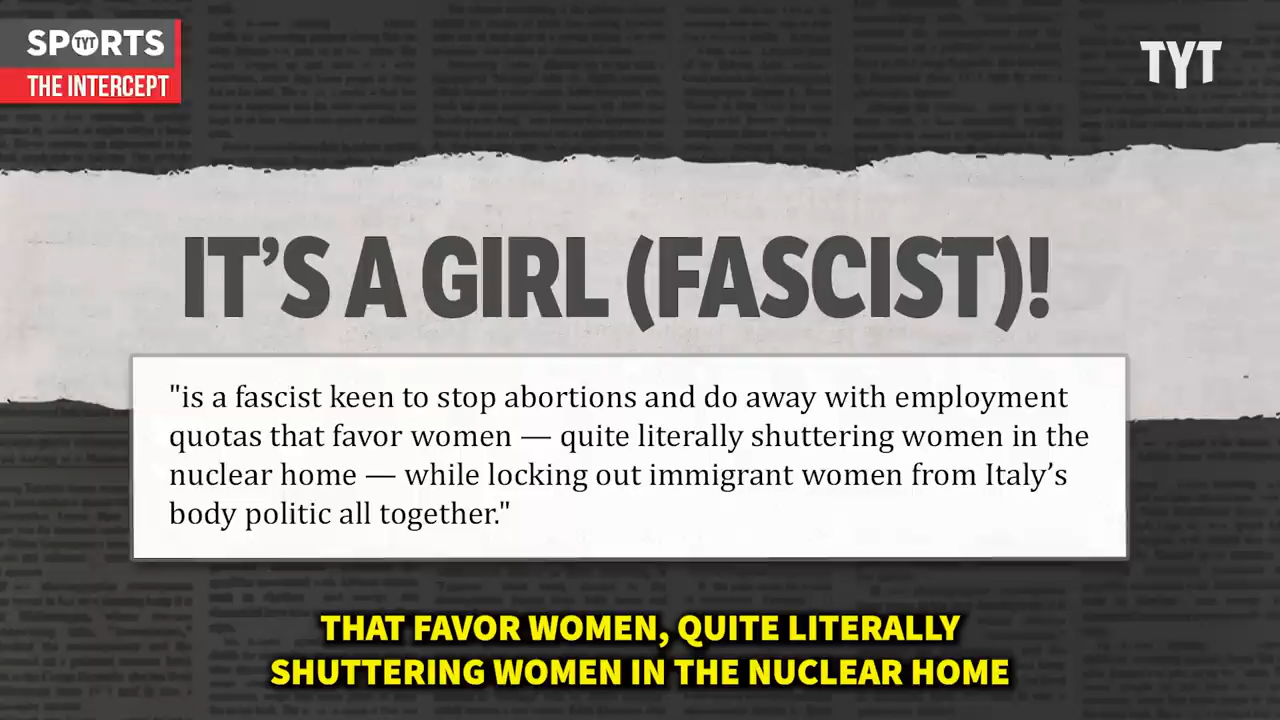 SPORTS
TYT
THE INTERCEPT
TYT
IT’S A GIRL (FASCIST)!
"is a fascist keen to stop abortions and do away with employment
quotas that favor women — quite literally shuttering women in the
nuclear home — while locking out immigrant women from Italy’s
body politic all together."
THAT FAVOR WOMEN, QUITE LITERALLY
SHUTTERING WOMEN IN THE NUCLEAR HOME